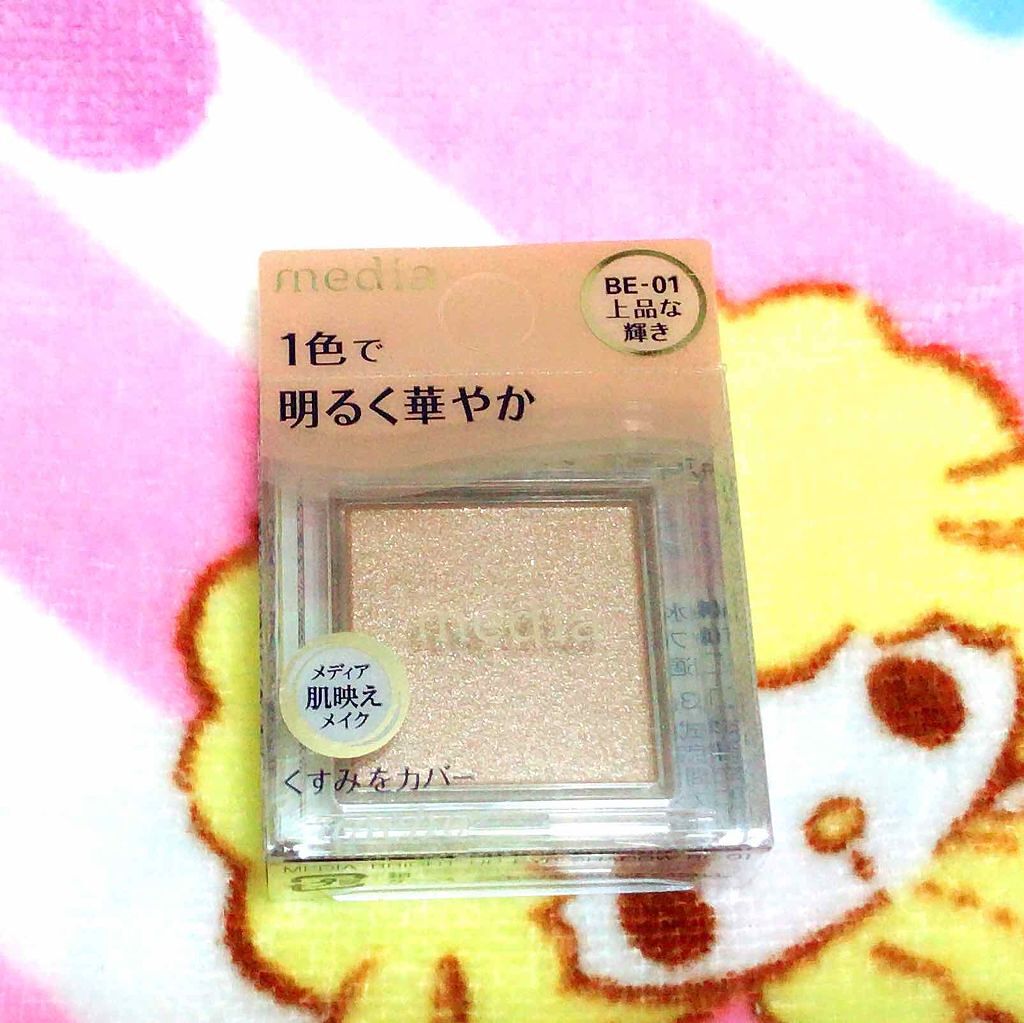 media
BE-01
上品な
輝き
1色で
明るく華やか
media
メディア
肌映え
メイク
くすみをカバー